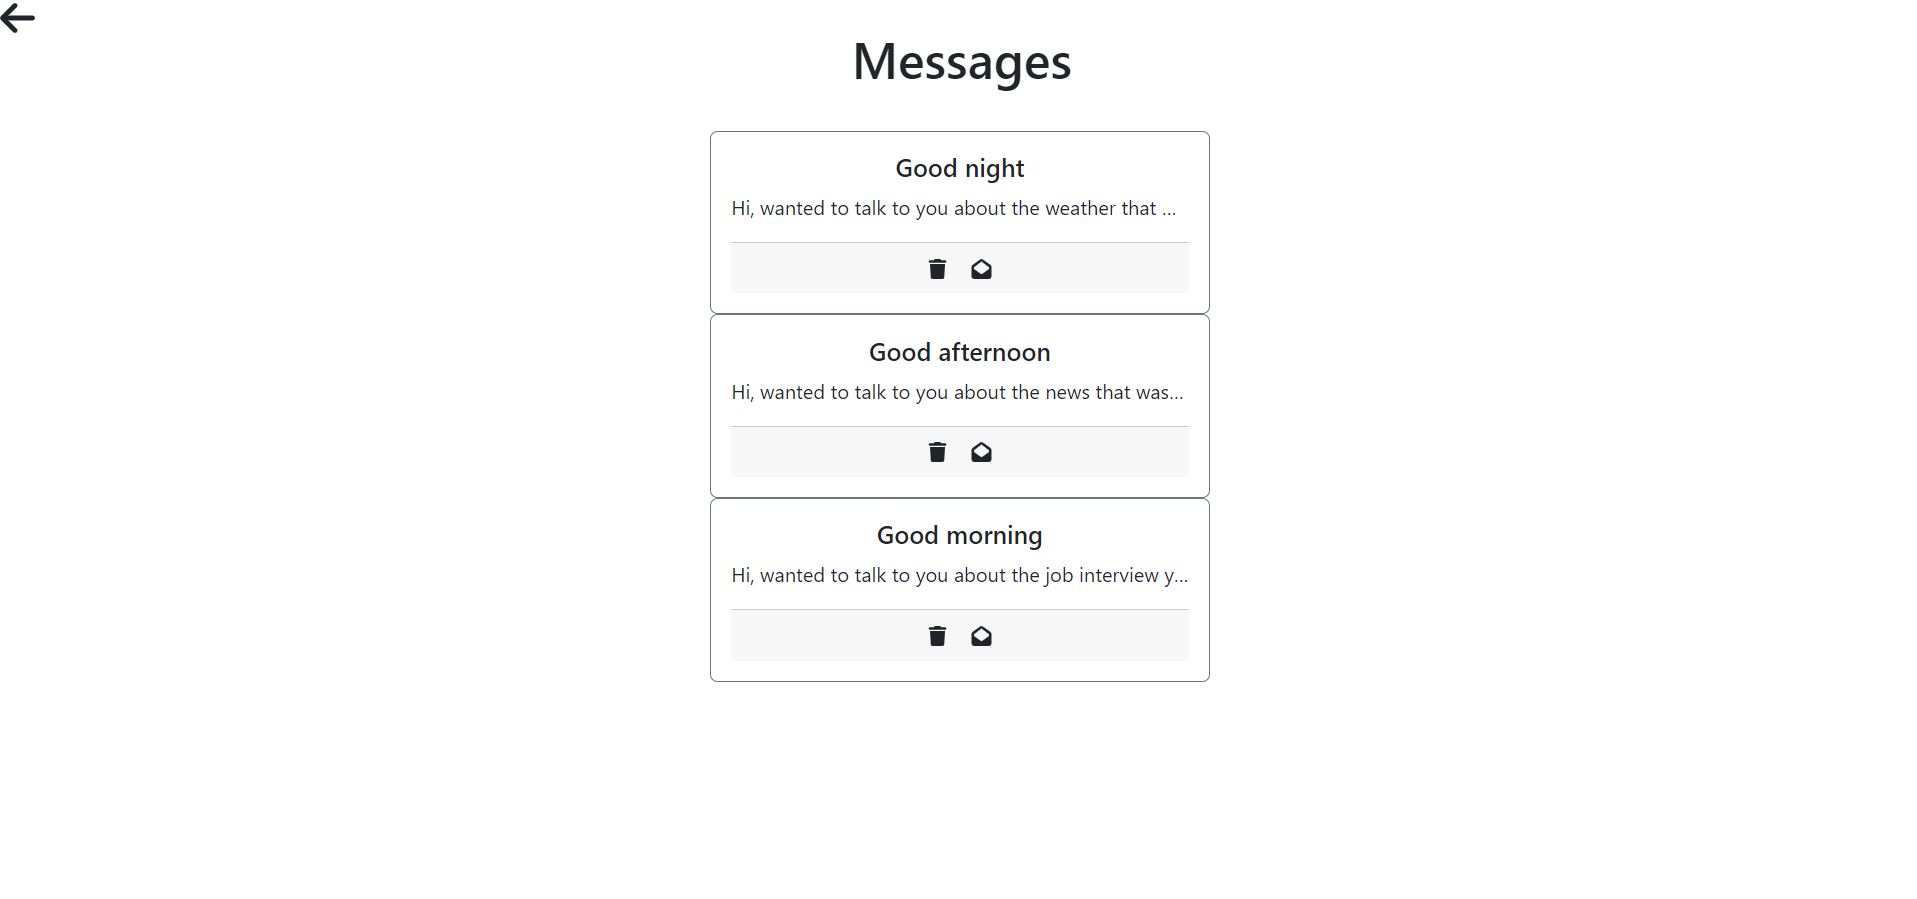 Messages
Good night
Hi, wanted to talk to you about the weather that ...
Good afternoon
Hi, wanted to talk to you about the news that was...
Good morning
Hi, wanted to talk to you about the job interview y...